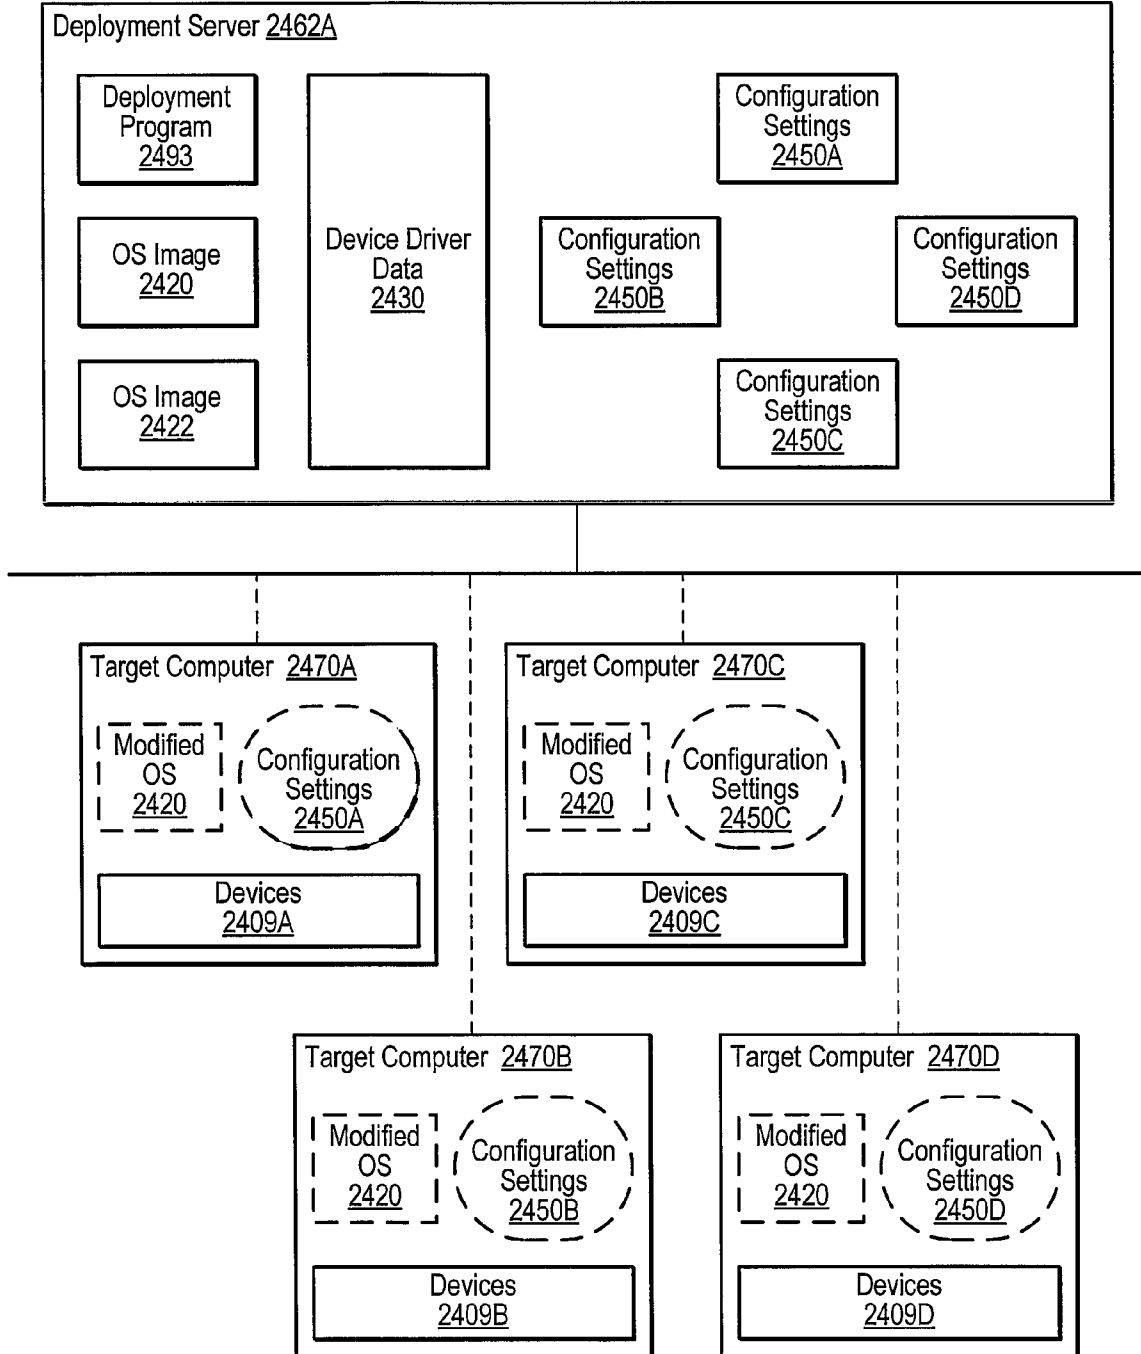 Deployment Server 2462A
Deployment
Program
2493
OS Image
2420
OS Image
2422
Device Driver
Data
2430
Configuration
Settings
2450A
Configuration
Settings
2450B
Configuration
Settings
2450D
Configuration
Settings
2450C
Target Computer 2470A
Modified
OS
2420
Configuration
Settings
2450A
Devices
2409A
Target Computer 2470C
Modified
OS
2420
Configuration
Settings
2450C
Devices
2409C
Target Computer 2470B
Modified
OS
2420
Configuration
Settings
2450B
Devices
2409B
Target Computer 2470D
Modified
OS
2420
Configuration
Settings
2450D
Devices
2409D